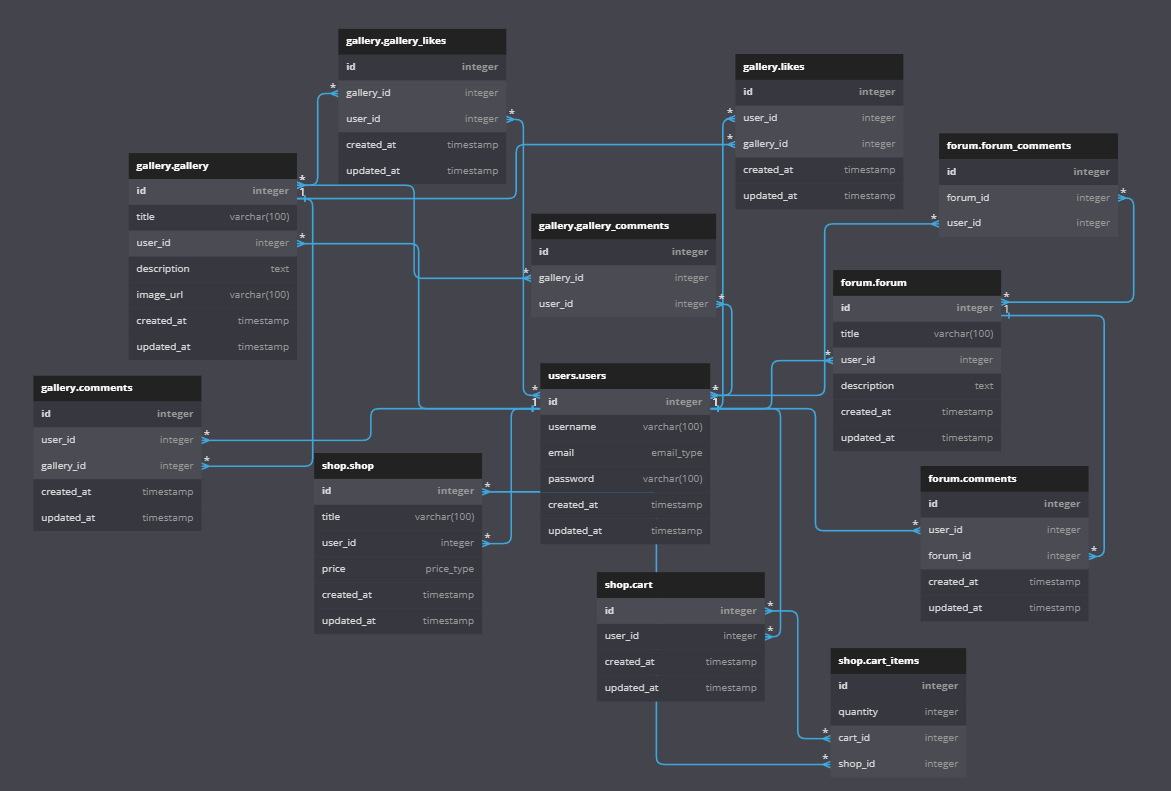 gallery.gallery_likes
id integer
gallery_id integer
user_id integer
created_at timestamp
updated_at timestamp
gallery.likes
id integer
user_id integer
gallery_id integer
created_at timestamp
updated_at timestamp
forum.forum_comments
id integer
forum_id integer
user_id integer
gallery.gallery
id integer
title varchar(100)
user_id integer
description text
image_url varchar(100)
created_at timestamp
updated_at timestamp
gallery.gallery_comments
id integer
gallery_id integer
user_id integer
forum.forum
id integer
title varchar(100)
user_id integer
description text
created_at timestamp
updated_at timestamp
gallery.comments
id integer
user_id integer
gallery_id integer
created_at timestamp
updated_at timestamp
users.users
id integer
username varchar(100)
email email_type
password varchar(100)
created_at timestamp
updated_at timestamp
shop.shop
id integer
title varchar(100)
user_id integer
price price_type
created_at timestamp
updated_at timestamp
forum.comments
id integer
user_id integer
forum_id integer
created_at timestamp
updated_at timestamp
shop.cart
id integer
user_id integer
created_at timestamp
updated_at timestamp
shop.cart_items
id integer
quantity integer
cart_id integer
shop_id integer